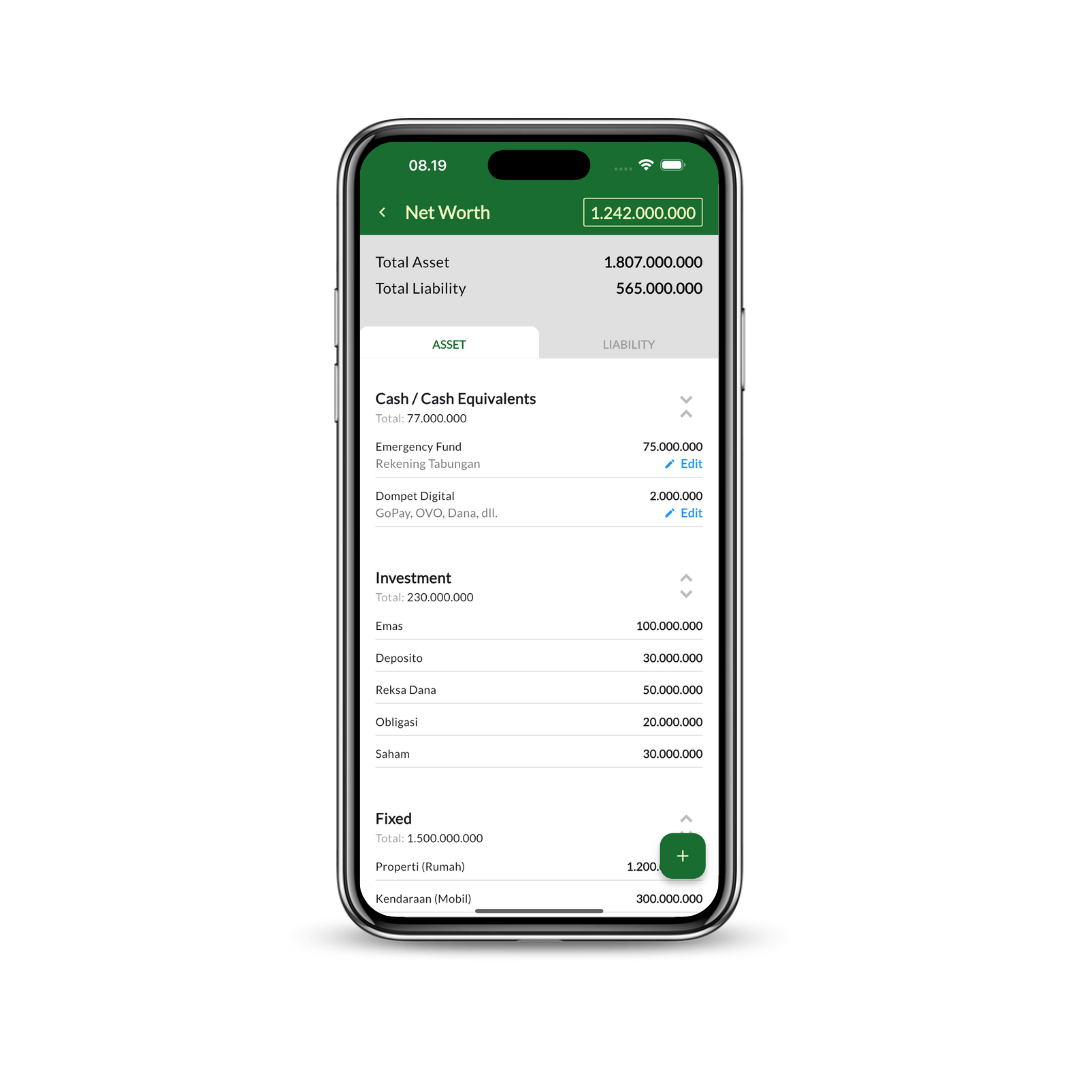 08.19
Net Worth 1.242.000.000
Total Asset 1.807.000.000
Total Liability 565.000.000
ASSET LIABILITY
Cash / Cash Equivalents
Total: 77.000.000
Emergency Fund 75.000.000
Rekening Tabungan Edit
Dompet Digital 2.000.000
GoPay, OVO, Dana, dll. Edit
Investment
Total: 230.000.000
Emas 100.000.000
Deposito 30.000.000
Reksa Dana 50.000.000
Obligasi 20.000.000
Saham 30.000.000
Fixed
Total: 1.500.000.000
Properti (Rumah) 1.200.
Kendaraan (Mobil) 300.000.000